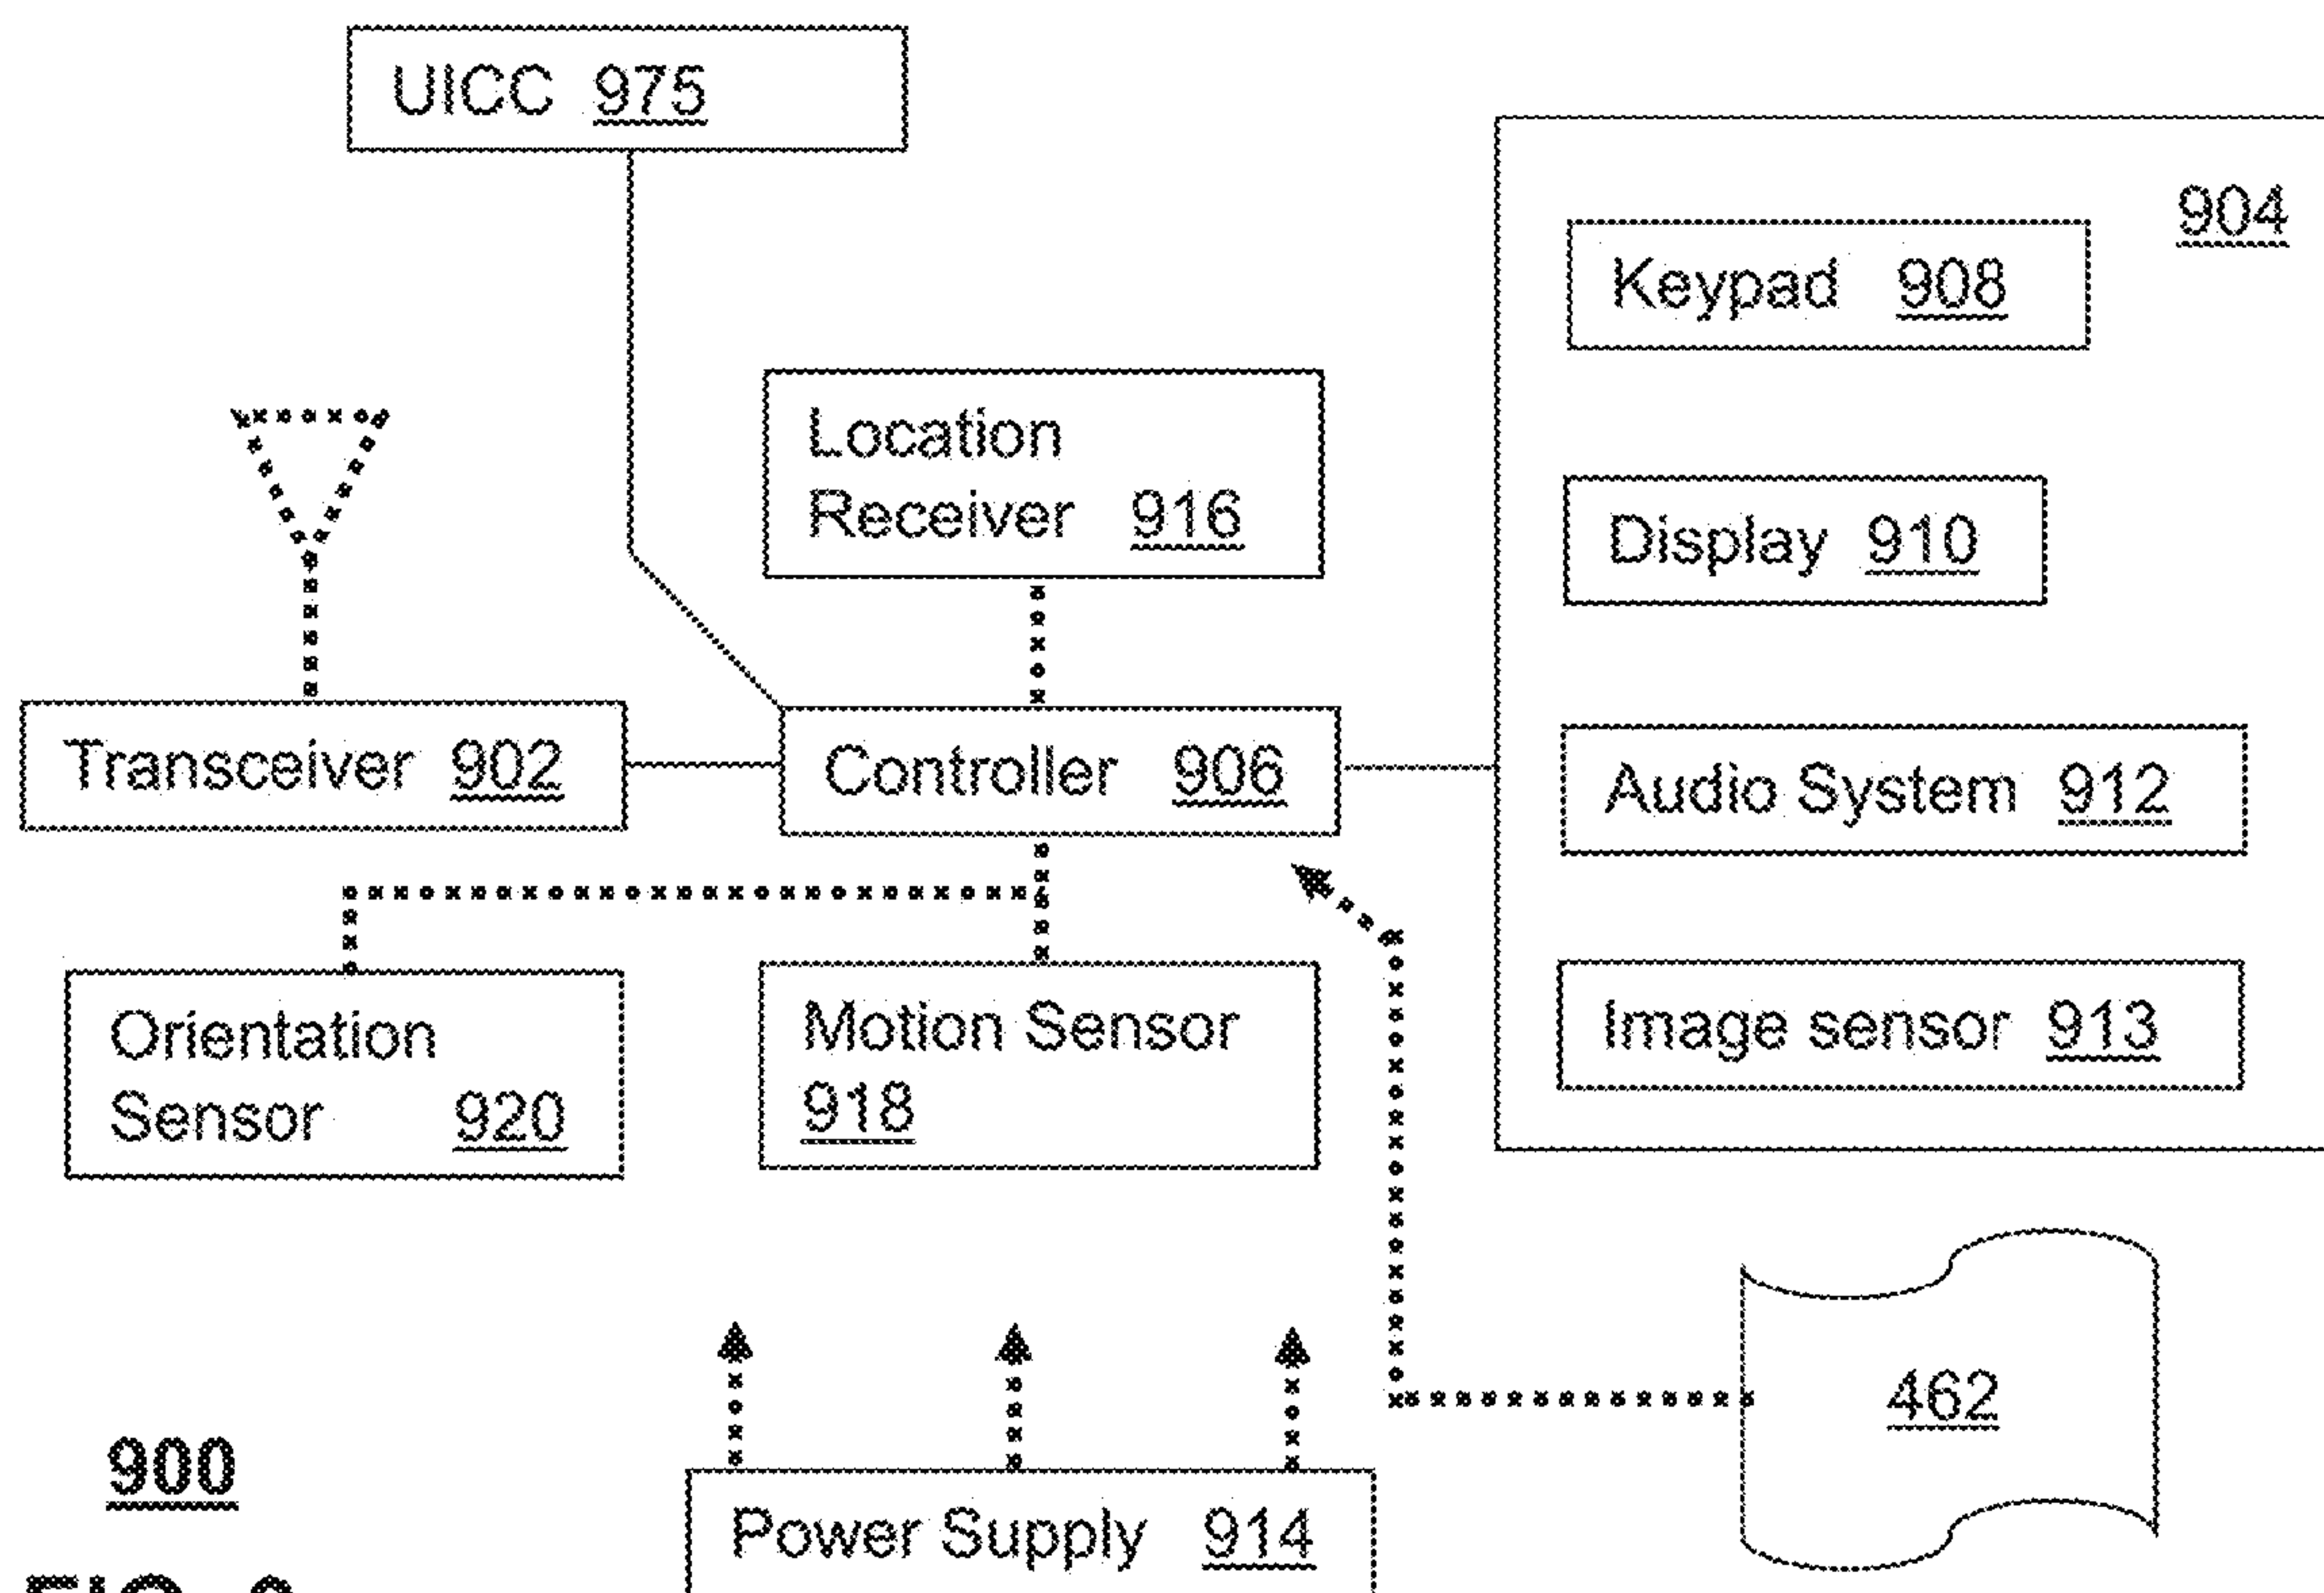 UICC 975
904
Keypad 908
Location
Receiver 916
Display 910
Transceiver 902
Controller 906
Audio System 912
Orientation
Sensor 920
Motion Sensor
918
Image sensor 913
462
900
Power Supply 914